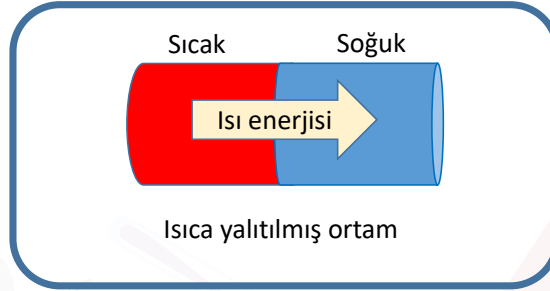 Sıcak Soğuk
Isı enerjisi
Isıca yalıtılmış ortam